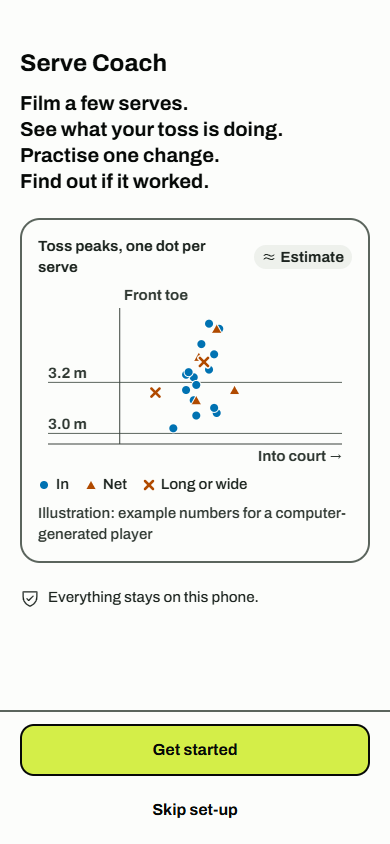 Serve Coach
Film a few serves.
See what your toss is doing.
Practise one change.
Find out if it worked.
Toss peaks, one dot per
serve
≈ Estimate
Front toe
3.2 m
3.0 m
Into court →
In
Net
Long or wide
Illustration: example numbers for a computer-
generated player
Everything stays on this phone.
Get started
Skip set-up